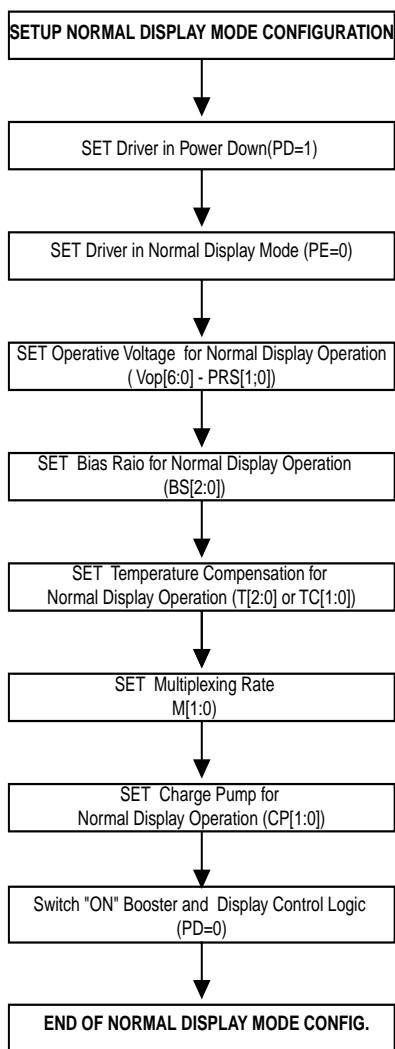 SETUP NORMAL DISPLAY MODE CONFIGURATION
SET Driver in Power Down(PD=1)
SET Driver in Normal Display Mode (PE=0)
SET Operative Voltage for Normal Display Operation
( Vop[6:0] - PRS[1;0])
SET Bias Raio for Normal Display Operation
(BS[2:0])
SET Temperature Compensation for
Normal Display Operation (T[2:0] or TC[1:0])
SET Multiplexing Rate
M[1:0)
SET Charge Pump for
Normal Display Operation (CP[1:0])
Switch "ON" Booster and Display Control Logic
(PD=0)
END OF NORMAL DISPLAY MODE CONFIG.